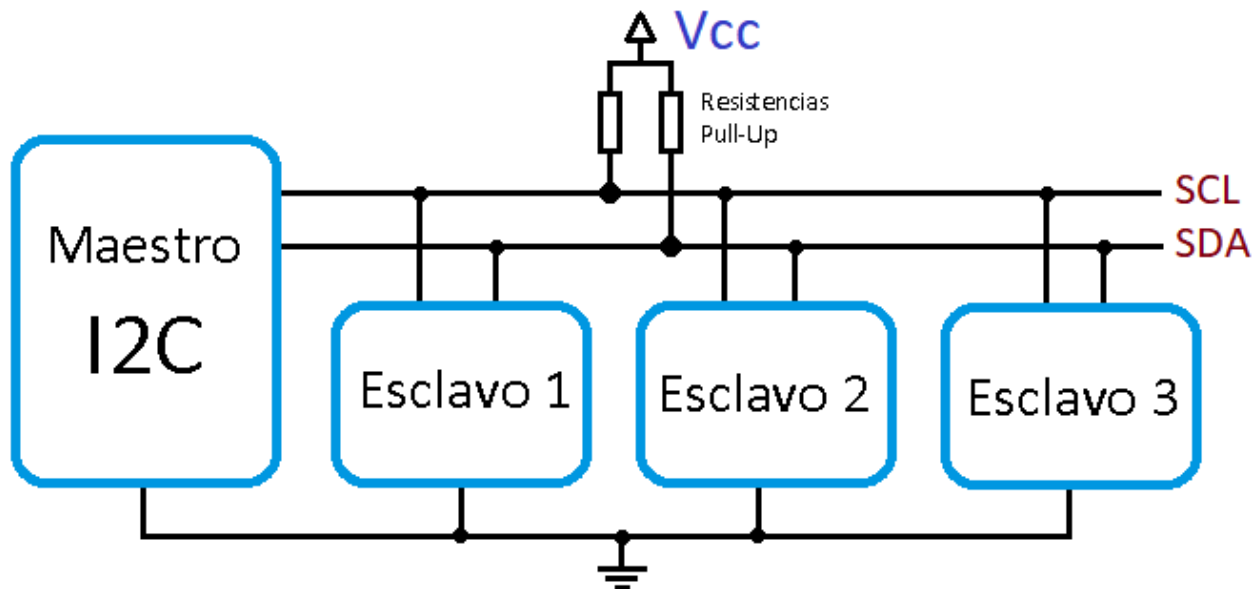 Vcc
Resistencias
Pull-Up
SCL
SDA
Maestro
I2C
Esclavo 1
Esclavo 2
Esclavo 3